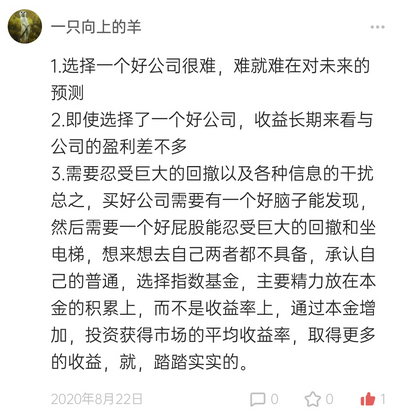 一只向上的羊
1.选择一个好公司很难，难就难在对未来的
预测
2.即使选择了一个好公司，收益长期来看与
公司的盈利差不多
3.需要忍受巨大的回撤以及各种信息的干扰
总之，买好公司需要有一个好脑子能发现，
然后需要一个好屁股能忍受巨大的回撤和坐
电梯，想来想去自己两者都不具备，承认自
己的普通，选择指数基金，主要精力放在本
金的积累上，而不是收益率上，通过本金增
加，投资获得市场的平均收益率，取得更多
的收益，就，踏踏实实的。
2020年8月22日 0 0 1